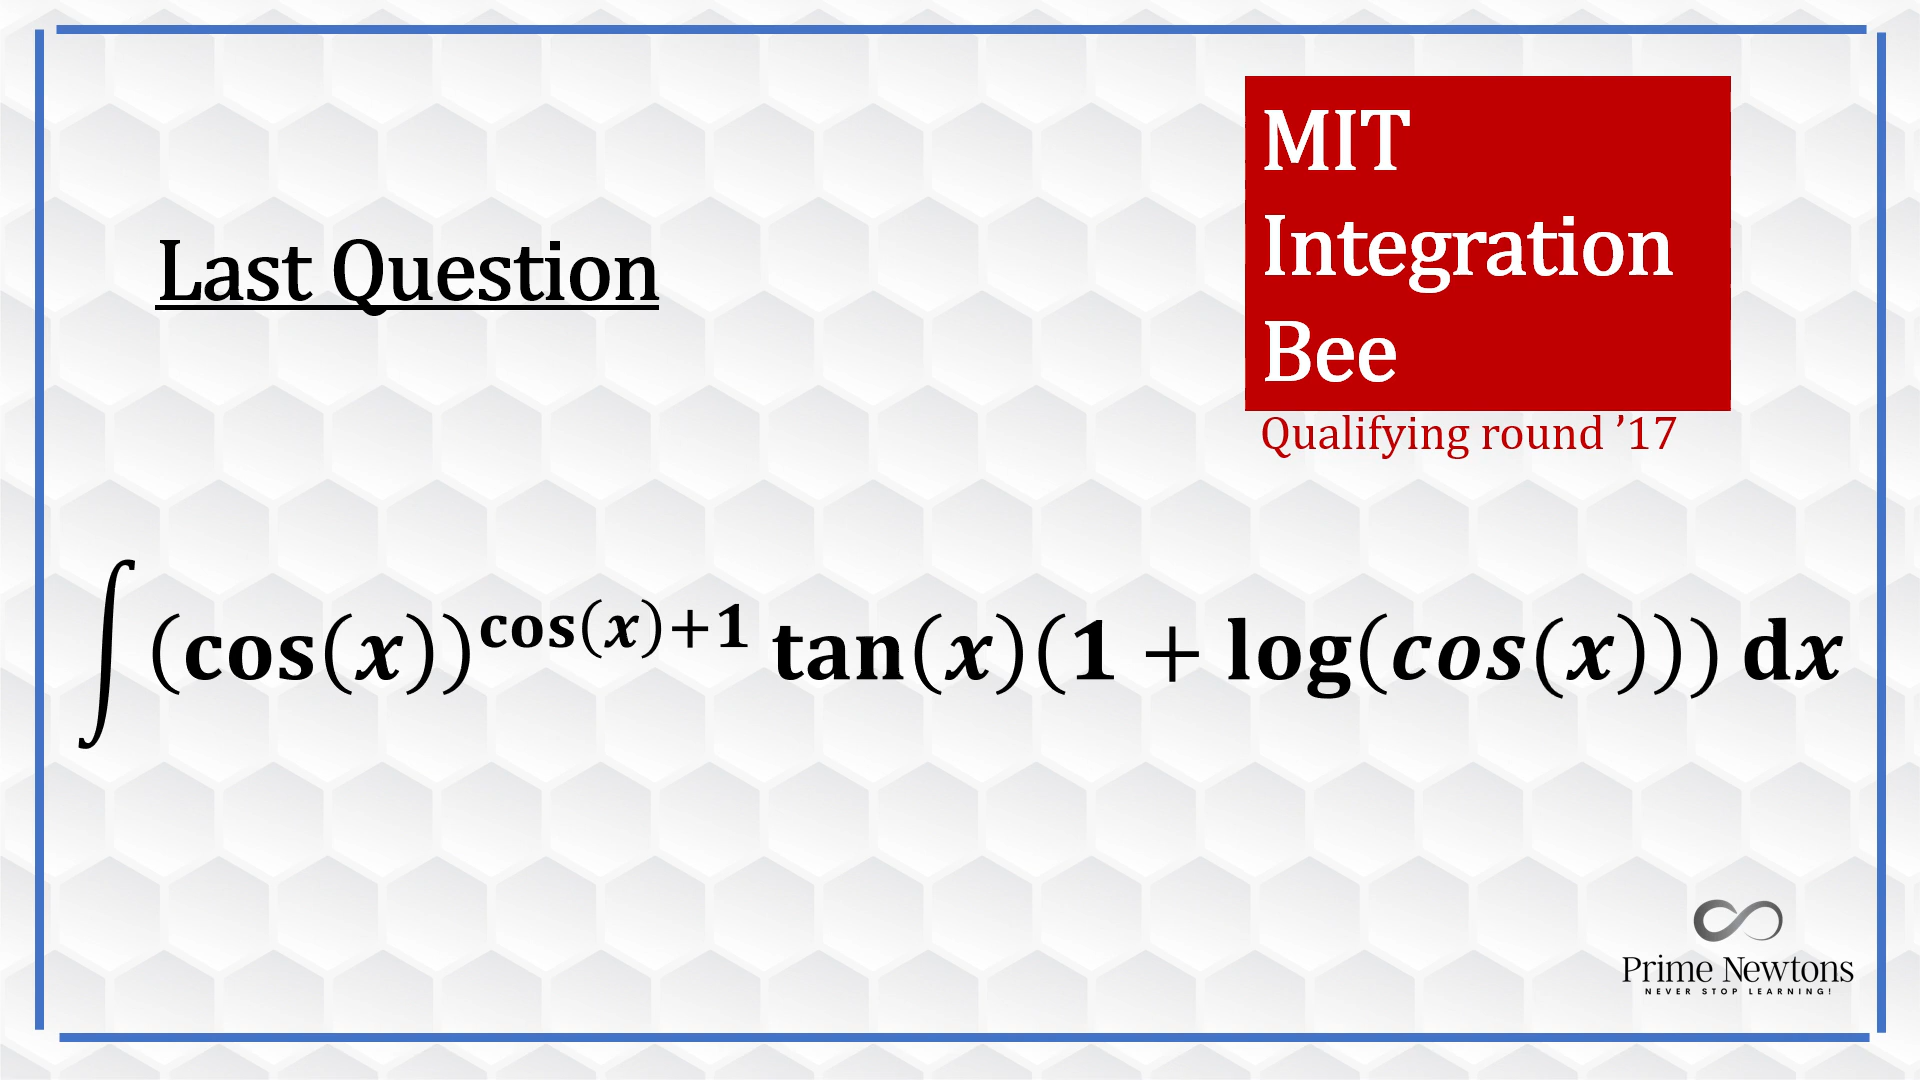 MIT
Integration
Bee
Qualifying round ’17
Last Question
∫ (cos(x))^{cos(x)+1} tan(x)(1 + log(cos(x))) dx
Prime Newtons
NEVER STOP LEARNING!